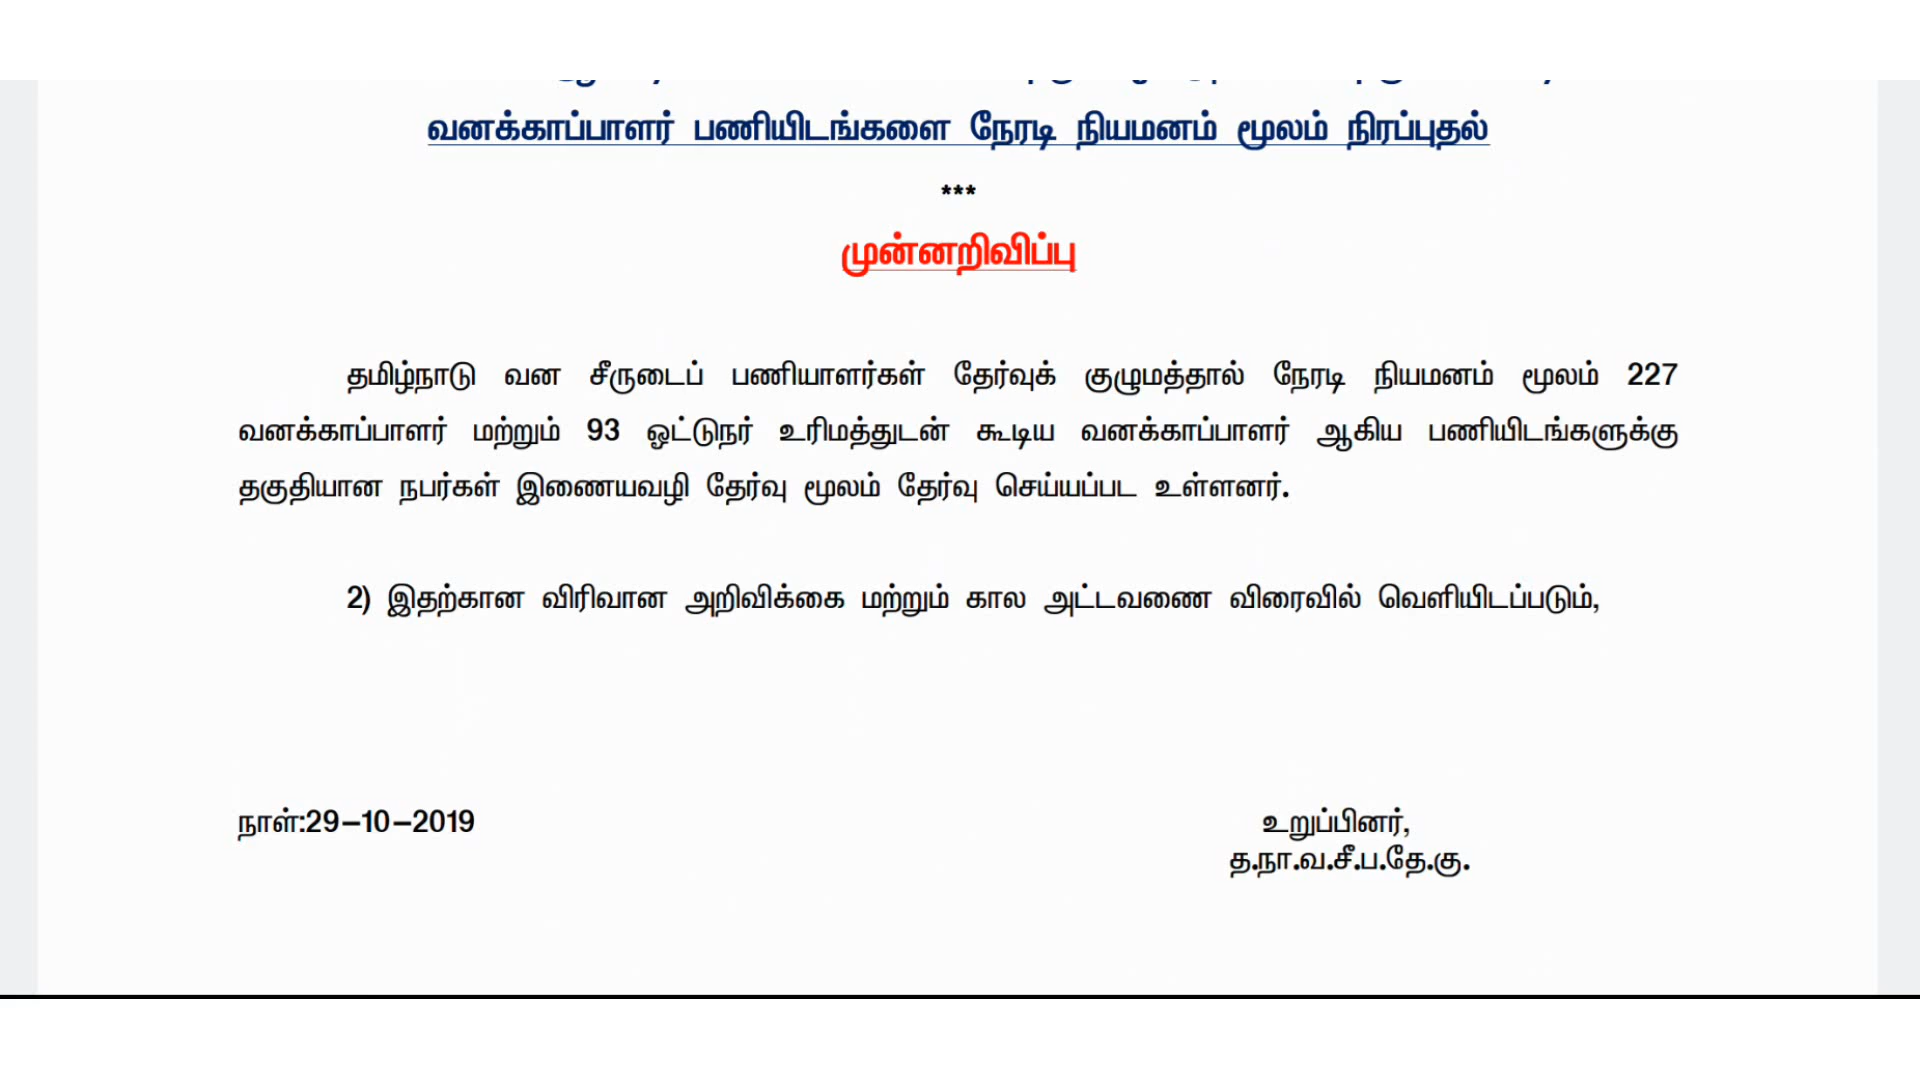 வனக்காப்பாளர் பணியிடங்களை நேரடி நியமனம் மூலம் நிரப்புதல்
***
முன்னறிவிப்பு
தமிழ்நாடு வன சீருடைப் பணியாளர்கள் தேர்வுக் குழுமத்தால் நேரடி நியமனம் மூலம் 227
வனக்காப்பாளர் மற்றும் 93 ஓட்டுநர் உரிமத்துடன் கூடிய வனக்காப்பாளர் ஆகிய பணியிடங்களுக்கு
தகுதியான நபர்கள் இணையவழி தேர்வு மூலம் தேர்வு செய்யப்பட உள்ளனர்.
2) இதற்கான விரிவான அறிவிக்கை மற்றும் கால அட்டவணை விரைவில் வெளியிடப்படும்,
நாள்:29–10–2019
உறுப்பினர்,
த.நா.வ.சீ.ப.தே.கு.